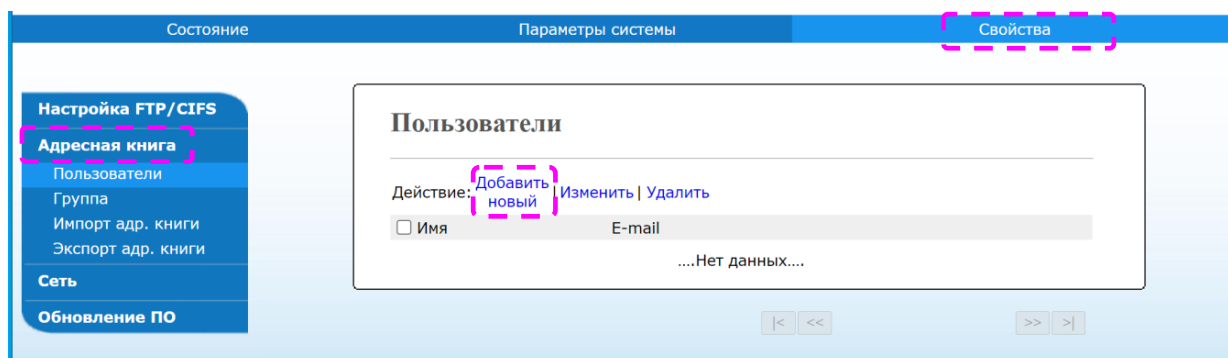 Состояние Параметры системы Свойства
Настройка FTP/CIFS
Адресная книга
Пользователи
Группа
Импорт адр. книги
Экспорт адр. книги
Сеть
Обновление ПО
Пользователи
Действие: Добавить новый | Изменить | Удалить
Имя E-mail
....Нет данных....
|< << >> >|